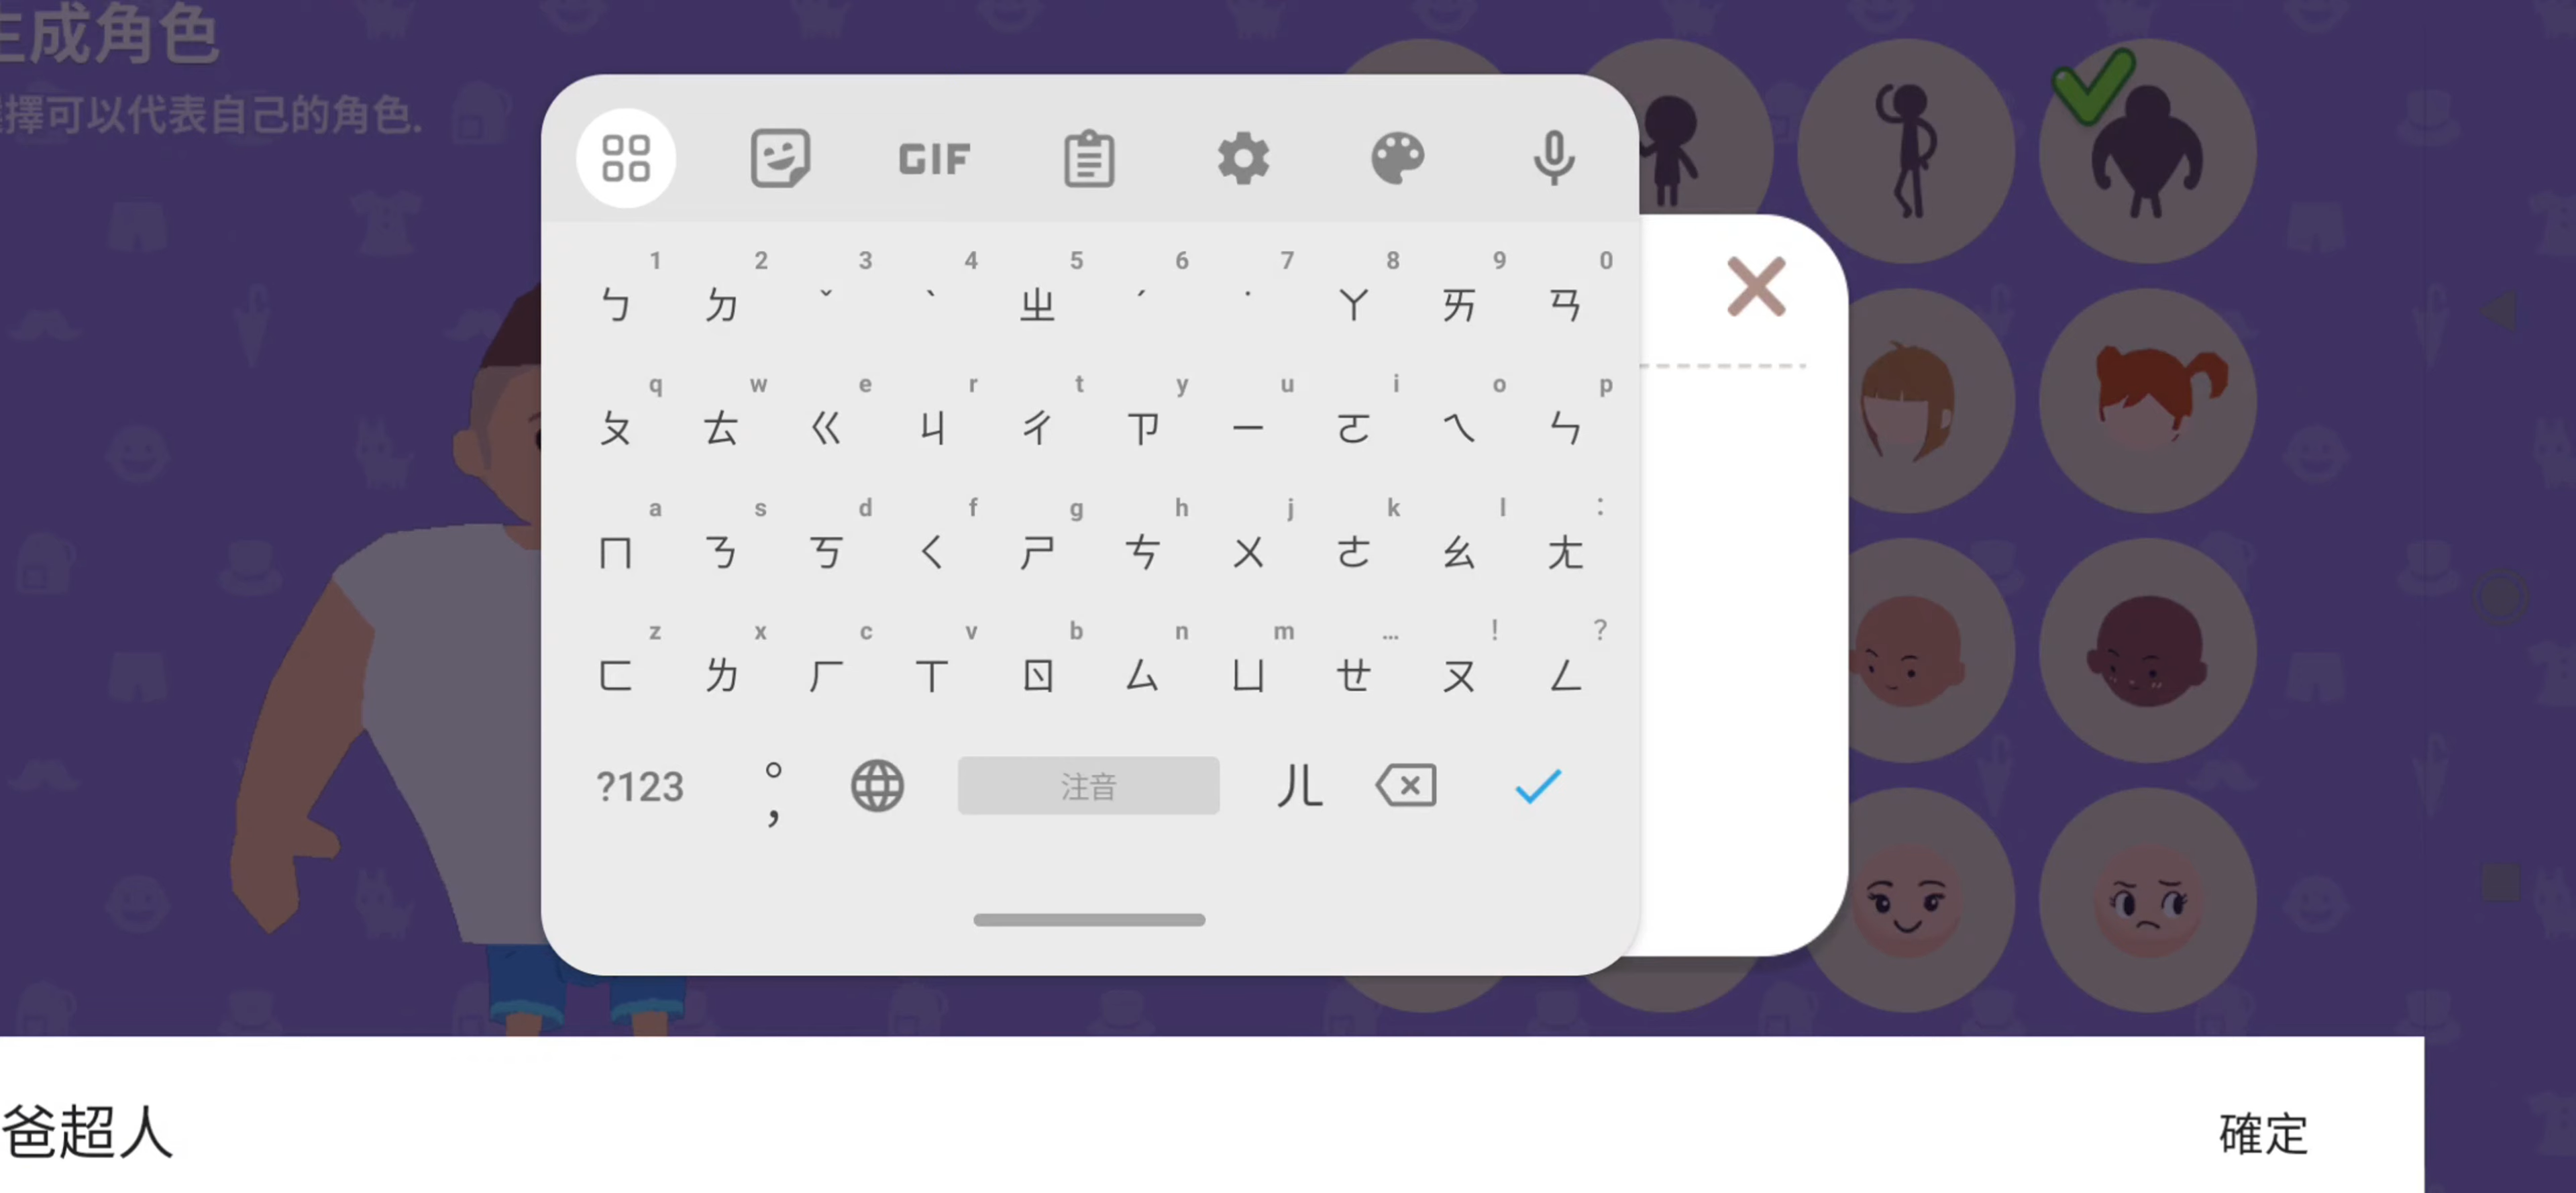 生成角色
選擇可以代表自己的角色.
GIF
1 2 3 4 5 6 7 8 9 0
ㄅ ㄉ ˇ ˋ ㄓ ˊ ˙ ㄚ ㄞ ㄢ
q w e r t y u i o p
ㄆ ㄊ ㄍ ㄐ ㄔ ㄗ ㄧ ㄛ ㄟ ㄣ
a s d f g h j k l :
ㄇ ㄋ ㄎ ㄑ ㄕ ㄘ ㄨ ㄜ ㄠ ㄤ
z x c v b n m … ! ?
ㄈ ㄌ ㄏ ㄒ ㄖ ㄙ ㄩ ㄝ ㄡ ㄥ
?123 。 , 注音 ㄦ
爸超人
確定